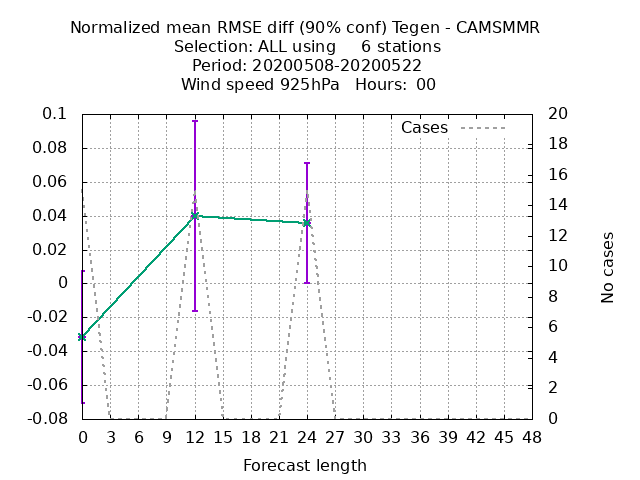 Normalized mean RMSE diff (90% conf) Tegen - CAMSMMR
Selection: ALL using     6 stations
Period: 20200508-20200522
Wind speed 925hPa   Hours: 00
Cases
0.1
0.08
0.06
0.04
0.02
0
-0.02
-0.04
-0.06
-0.08
20
18
16
14
12
10
8
6
4
2
0
No cases
0 3 6 9 12 15 18 21 24 27 30 33 36 39 42 45 48
Forecast length